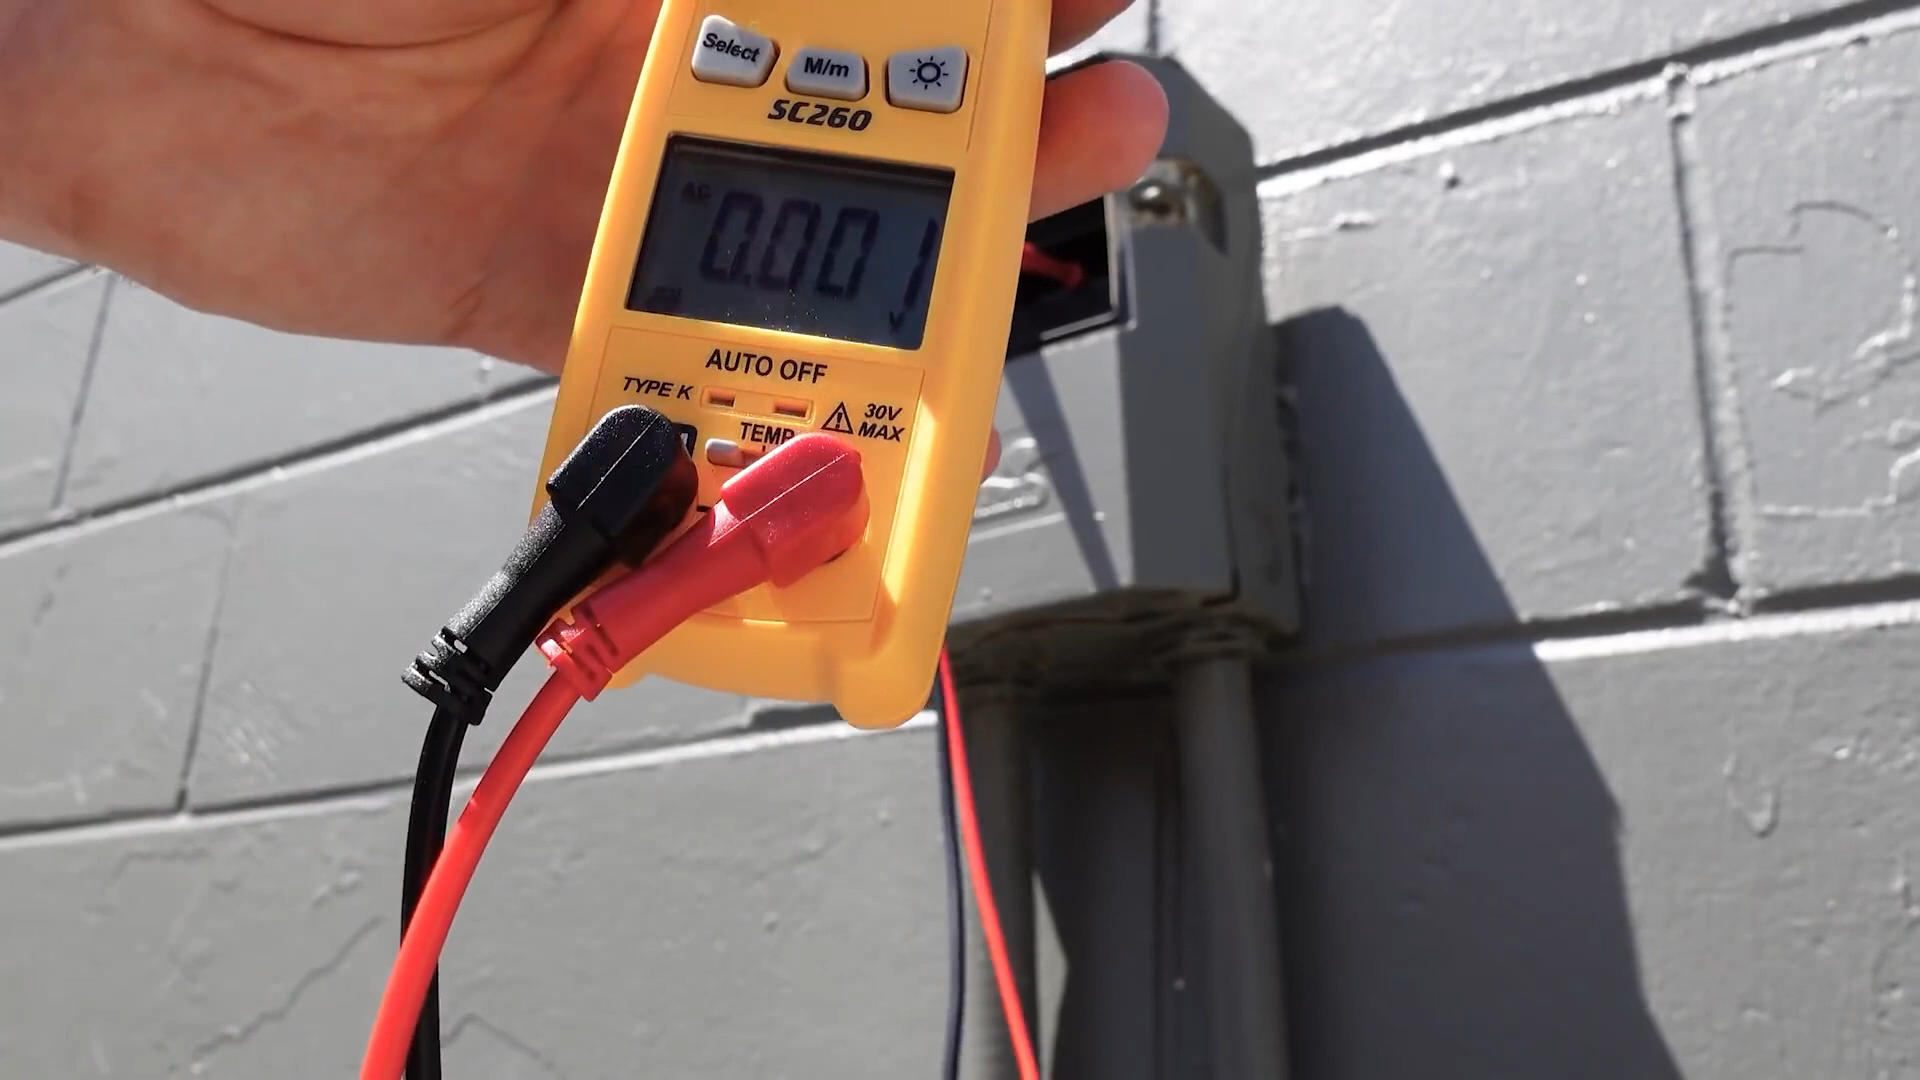 Select M/m
SC260
AC
0.001
V
AUTO OFF
TYPE K
30V
MAX
TEMP